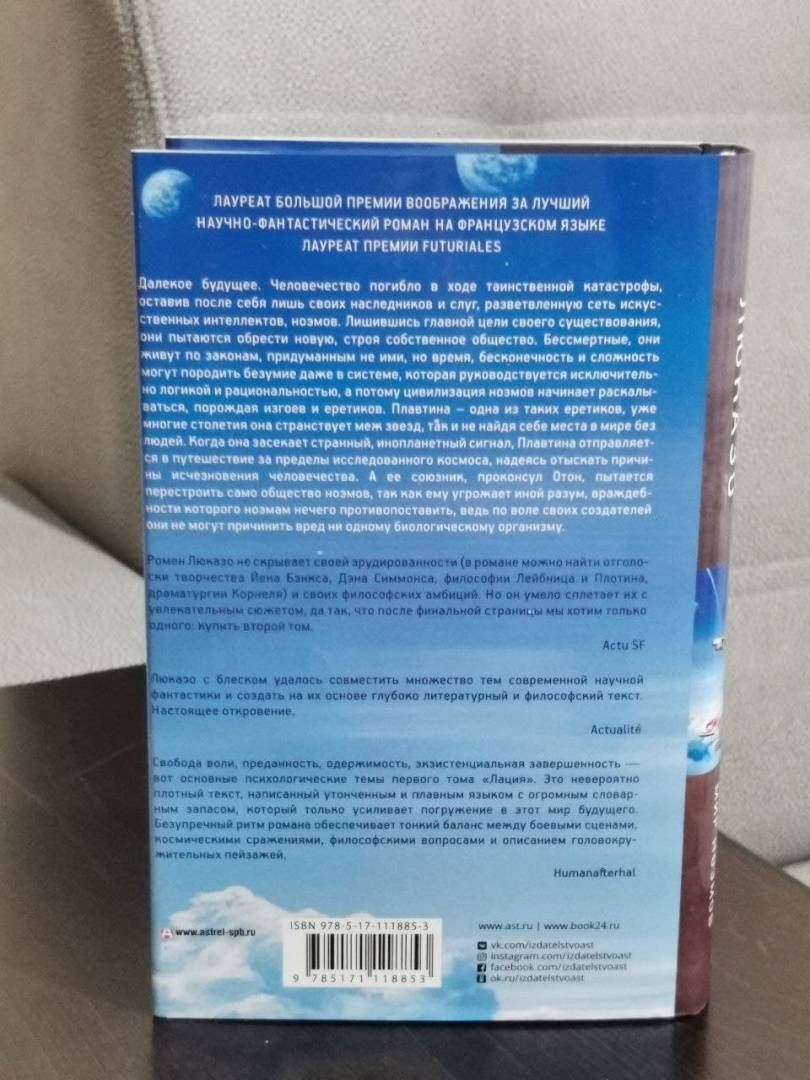 ЛАУРЕАТ БОЛЬШОЙ ПРЕМИИ ВООБРАЖЕНИЯ ЗА ЛУЧШИЙ
НАУЧНО-ФАНТАСТИЧЕСКИЙ РОМАН НА ФРАНЦУЗСКОМ ЯЗЫКЕ
ЛАУРЕАТ ПРЕМИИ FUTURIALES
Далекое будущее. Человечество погибло в ходе таинственной катастрофы,
оставив после себя лишь своих наследников и слуг, разветвленную сеть искус-
ственных интеллектов, ноэмов. Лишившись главной цели своего существования,
они пытаются обрести новую, строя собственное общество. Бессмертные, они
живут по законам, придуманным не ими, но время, бесконечность и сложность
могут породить безумие даже в системе, которая руководствуется исключитель-
но логикой и рациональностью, а потому цивилизация ноэмов начинает раскалы-
ваться, порождая изгоев и еретиков. Плавтина – одна из таких еретиков, уже
многие столетия она странствует меж звезд, так и не найдя себе места в мире без
людей. Когда она засекает странный, инопланетный сигнал, Плавтина отправляет-
ся в путешествие за пределы исследованного космоса, надеясь отыскать причи-
ны исчезновения человечества. А ее союзник, проконсул Отон, пытается
перестроить само общество ноэмов, так как ему угрожает иной разум, враждеб-
ности которого ноэмам нечего противопоставить, ведь по воле своих создателей
они не могут причинить вред ни одному биологическому организму.
Ромен Люказо не скрывает своей эрудированности (в романе можно найти отголо-
ски творчества Йена Бэнкса, Дэна Симмонса, философии Лейбница и Плотина,
драматургии Корнеля) и своих философских амбиций. Но он умело сплетает их с
увлекательным сюжетом, да так, что после финальной страницы мы хотим только
одного: купить второй том.
Actu SF
Люказо с блеском удалось совместить множество тем современной научной
фантастики и создать на их основе глубоко литературный и философский текст.
Настоящее откровение.
Actualité
Свобода воли, преданность, одержимость, экзистенциальная завершенность —
вот основные психологические темы первого тома «Лация». Это невероятно
плотный текст, написанный утонченным и плавным языком с огромным словар-
ным запасом, который только усиливает погружение в этот мир будущего.
Безупречный ритм романа обеспечивает тонкий баланс между боевыми сценами,
космическими сражениями, философскими вопросами и описанием головокру-
жительных пейзажей.
Humanafterhal
www.astrel-spb.ru
ISBN 978-5-17-111885-3
9 785171 118853
www.ast.ru | www.book24.ru
vk.com/izdatelstvoast
instagram.com/izdatelstvoast
facebook.com/izdatelstvoast
ok.ru/izdatelstvoast